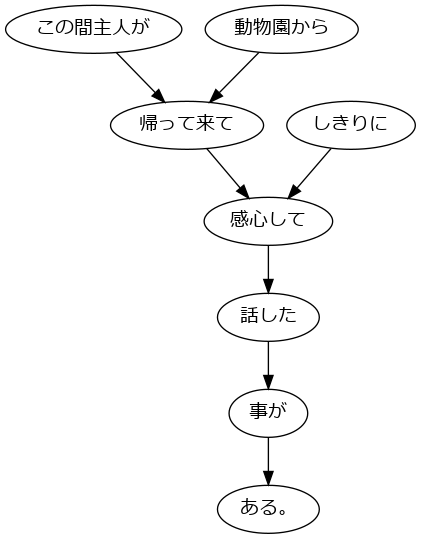 この間主人が
動物園から
帰って来て
しきりに
感心して
話した
事が
ある。